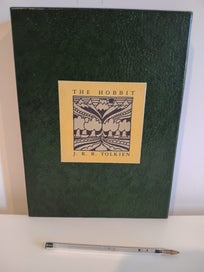 THE HOBBIT
J. R. R. TOLKIEN